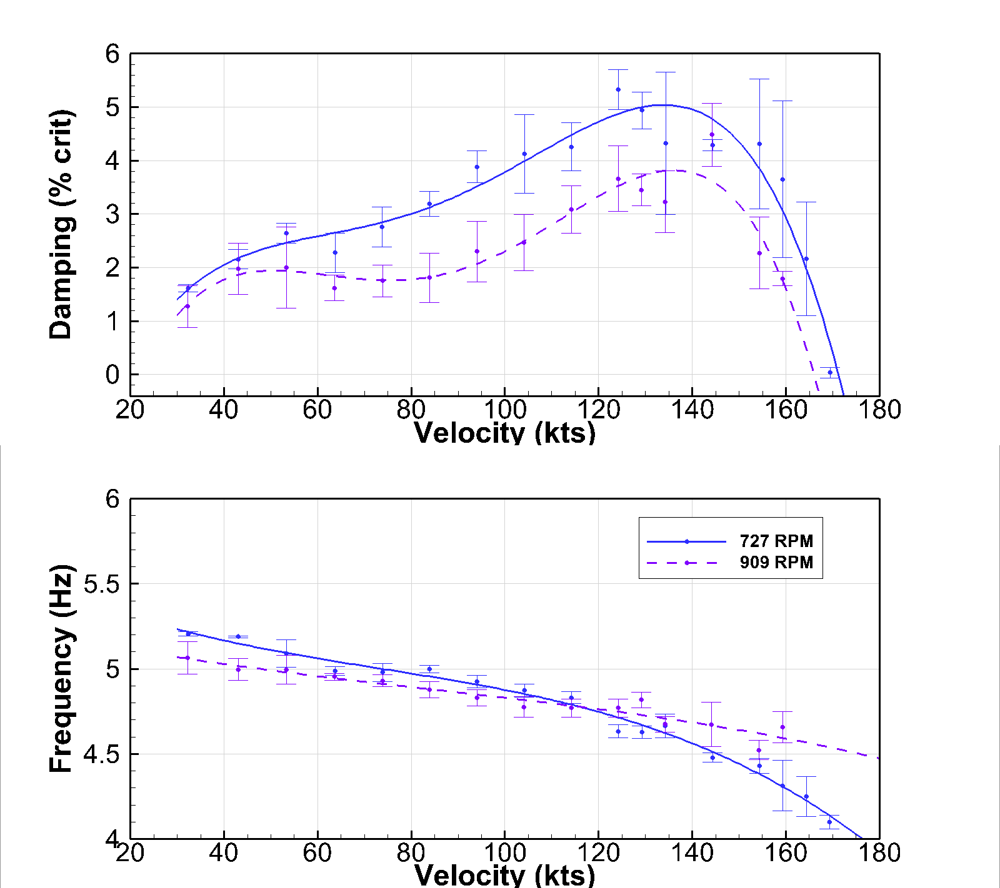 6
5
4
3
2
1
0
Damping (% crit)
20 40 60 80 100 120 140 160 180
Velocity (kts)
6
5.5
5
4.5
4
Frequency (Hz)
727 RPM
909 RPM
20 40 60 80 100 120 140 160 180
Velocity (kts)